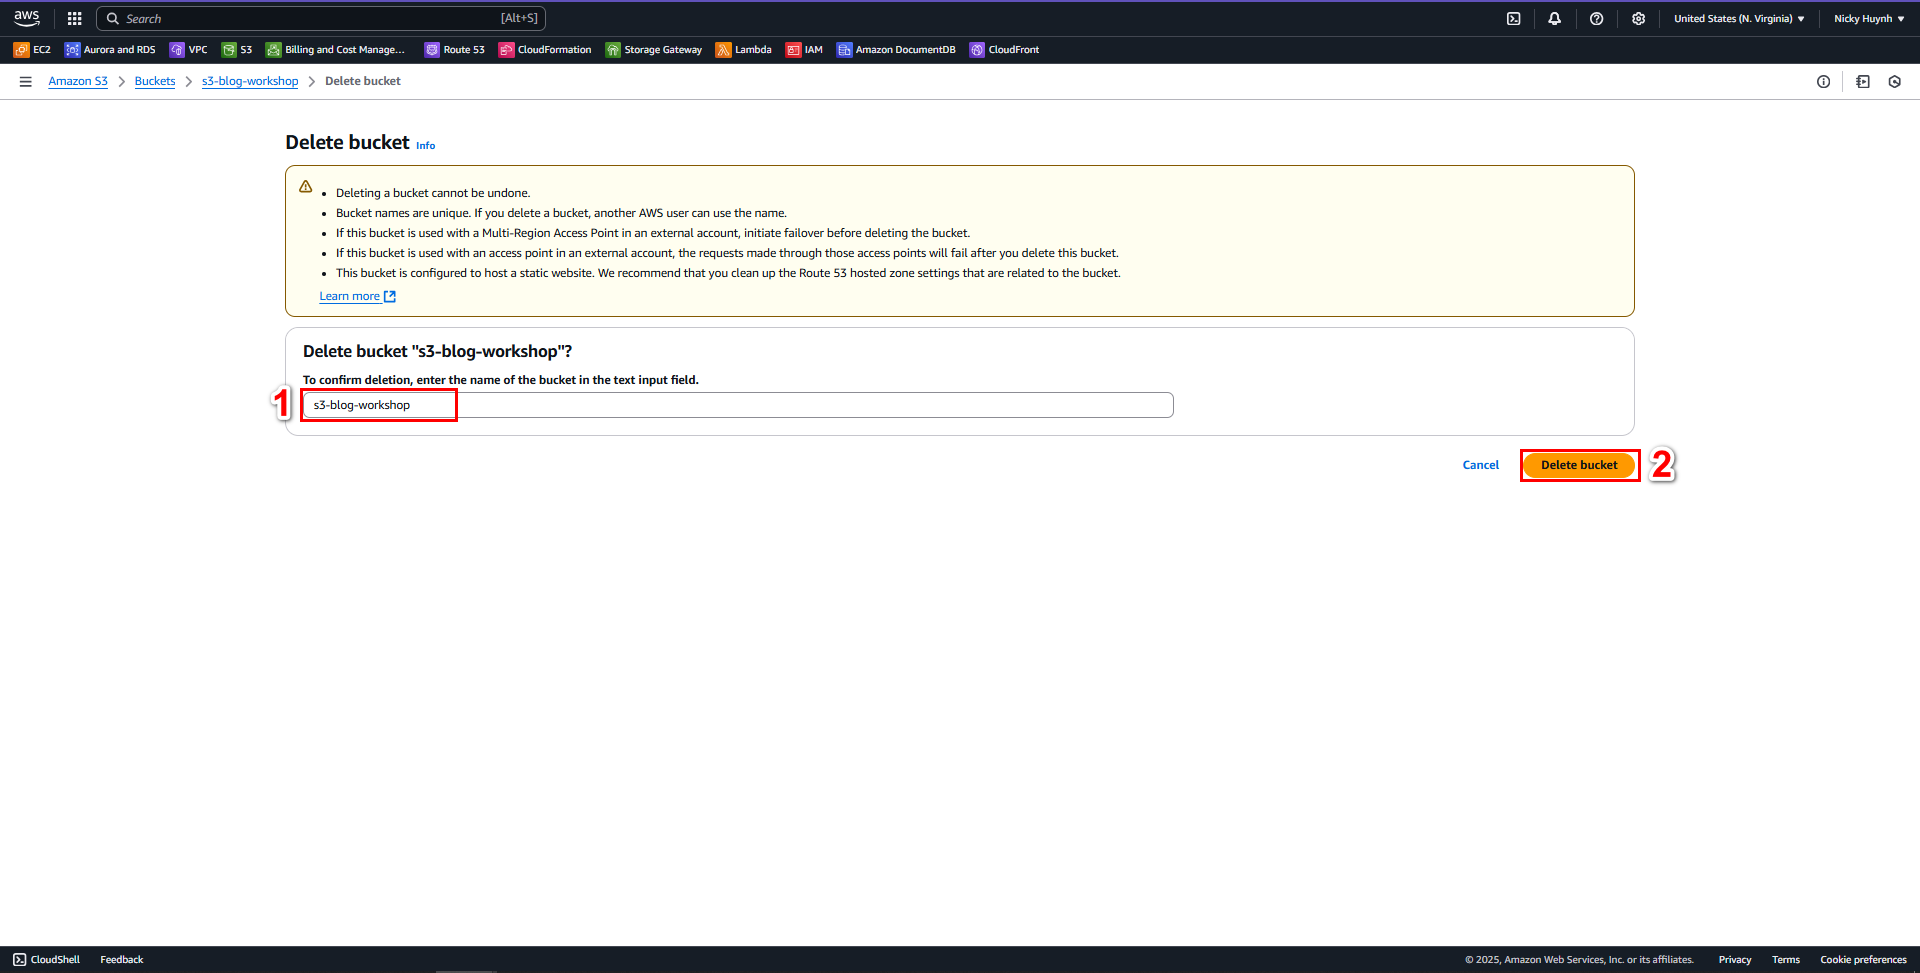 aws
Search [Alt+S]
United States (N. Virginia) ▼
Nicky Huynh ▼
EC2 Aurora and RDS VPC S3 Billing and Cost Manage... Route 53 CloudFormation Storage Gateway Lambda IAM Amazon DocumentDB CloudFront
Amazon S3 > Buckets > s3-blog-workshop > Delete bucket
Delete bucket Info
• Deleting a bucket cannot be undone.
• Bucket names are unique. If you delete a bucket, another AWS user can use the name.
• If this bucket is used with a Multi-Region Access Point in an external account, initiate failover before deleting the bucket.
• If this bucket is used with an access point in an external account, the requests made through those access points will fail after you delete this bucket.
• This bucket is configured to host a static website. We recommend that you clean up the Route 53 hosted zone settings that are related to the bucket.
Learn more
Delete bucket "s3-blog-workshop"?
To confirm deletion, enter the name of the bucket in the text input field.
1 s3-blog-workshop
Cancel Delete bucket 2
CloudShell Feedback
© 2025, Amazon Web Services, Inc. or its affiliates. Privacy Terms Cookie preferences